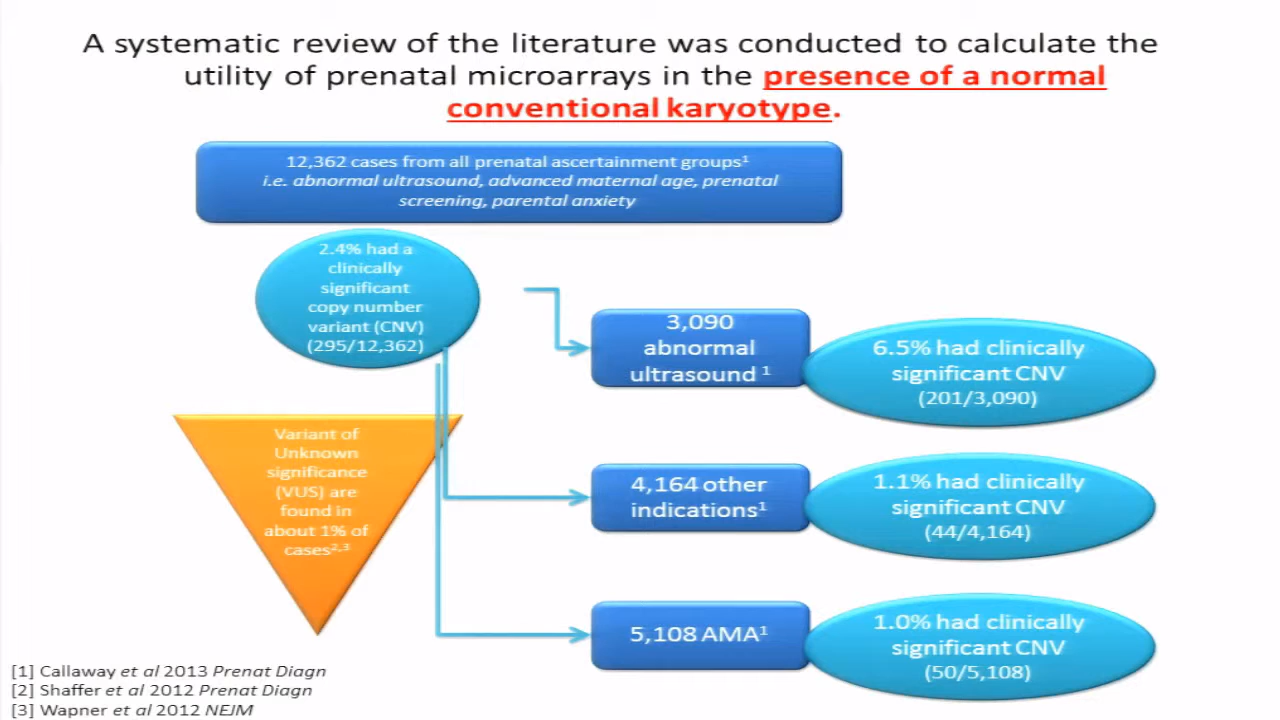 A systematic review of the literature was conducted to calculate the
utility of prenatal microarrays in the presence of a normal
conventional karyotype.
12,362 cases from all prenatal ascertainment groups¹
i.e. abnormal ultrasound, advanced maternal age, prenatal
screening, parental anxiety
2.4% had a
clinically
significant
copy number
variant (CNV)
(295/12,362)
3,090
abnormal
ultrasound ¹
6.5% had clinically
significant CNV
(201/3,090)
Variant of
Unknown
significance
(VUS) are
found in
about 1% of
cases²,³
4,164 other
indications¹
1.1% had clinically
significant CNV
(44/4,164)
5,108 AMA¹
1.0% had clinically
significant CNV
(50/5,108)
[1] Callaway et al 2013 Prenat Diagn
[2] Shaffer et al 2012 Prenat Diagn
[3] Wapner et al 2012 NEJM